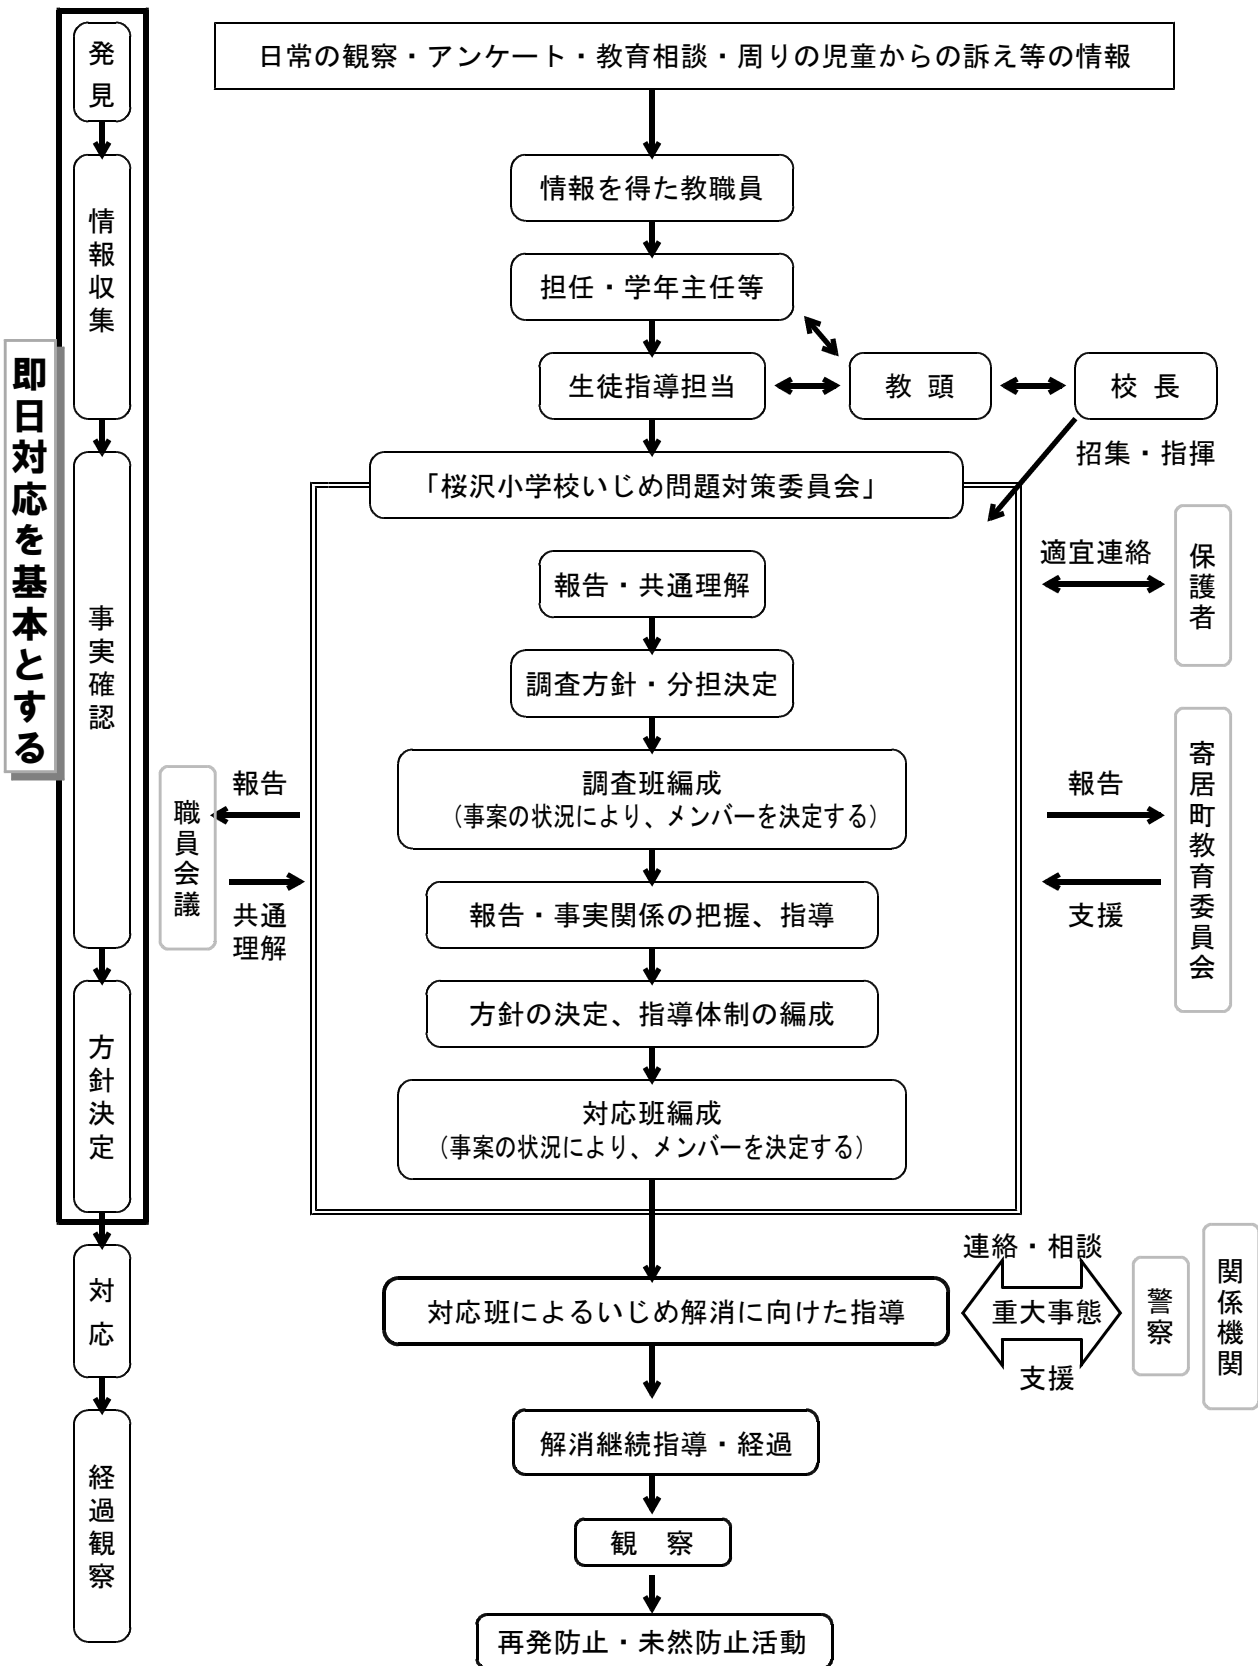 発見
情報収集
事実確認
方針決定
対応
経過観察
即日対応を基本とする
日常の観察・アンケート・教育相談・周りの児童からの訴え等の情報
情報を得た教職員
担任・学年主任等
生徒指導担当
教 頭
校 長
招集・指揮
「桜沢小学校いじめ問題対策委員会」
報告・共通理解
適宜連絡
保護者
調査方針・分担決定
調査班編成
（事案の状況により、メンバーを決定する）
報告
共通
理解
職員会議
報告
支援
寄居町教育委員会
報告・事実関係の把握、指導
方針の決定、指導体制の編成
対応班編成
（事案の状況により、メンバーを決定する）
対応班によるいじめ解消に向けた指導
連絡・相談
重大事態
支援
警察
関係機関
解消継続指導・経過
観　察
再発防止・未然防止活動